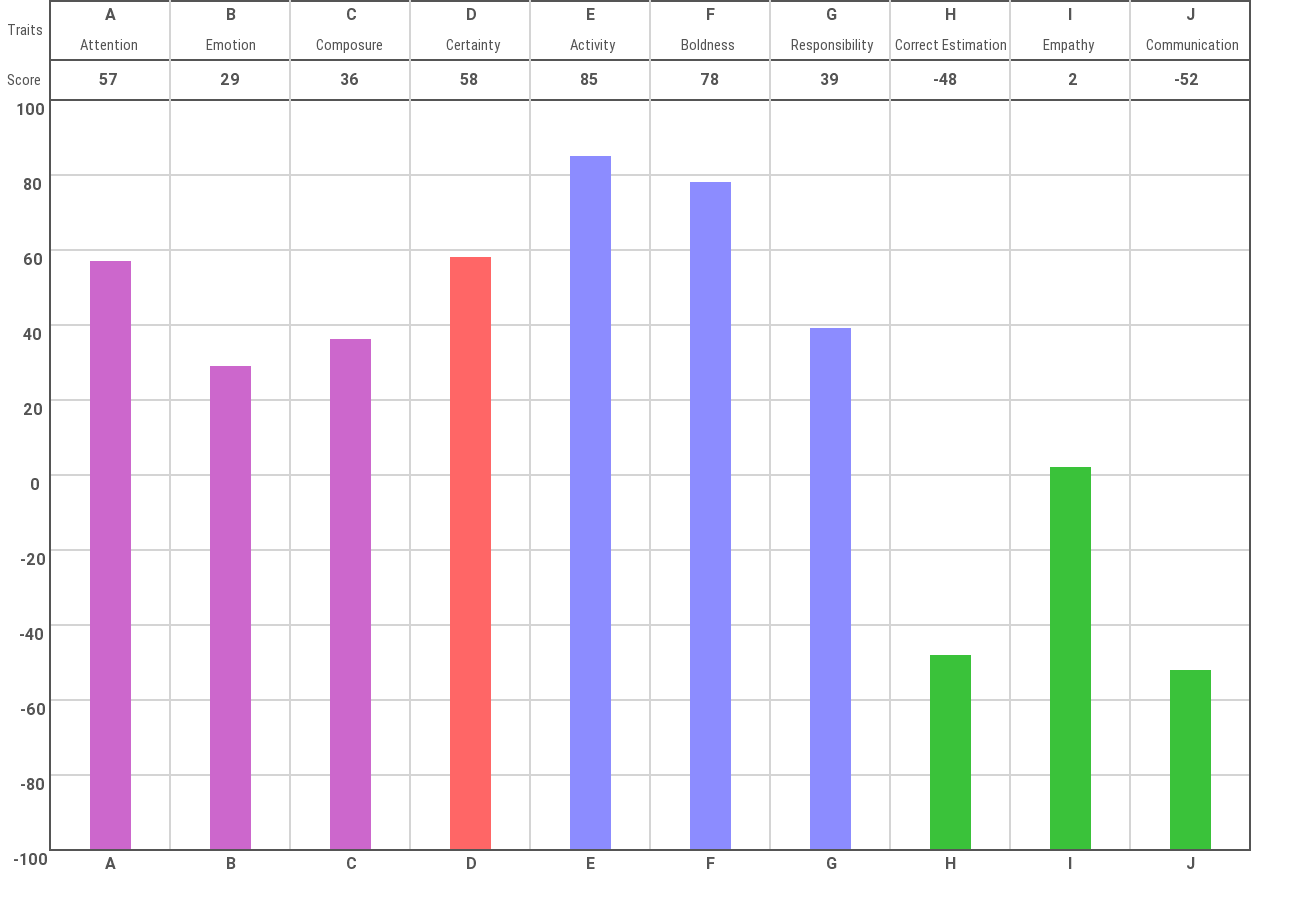 A B C D E F G H I J
Traits
Attention Emotion Composure Certainty Activity Boldness Responsibility Correct Estimation Empathy Communication
Score 57 29 36 58 85 78 39 -48 2 -52
100
80
60
40
20
0
-20
-40
-60
-80
-100
A B C D E F G H I J